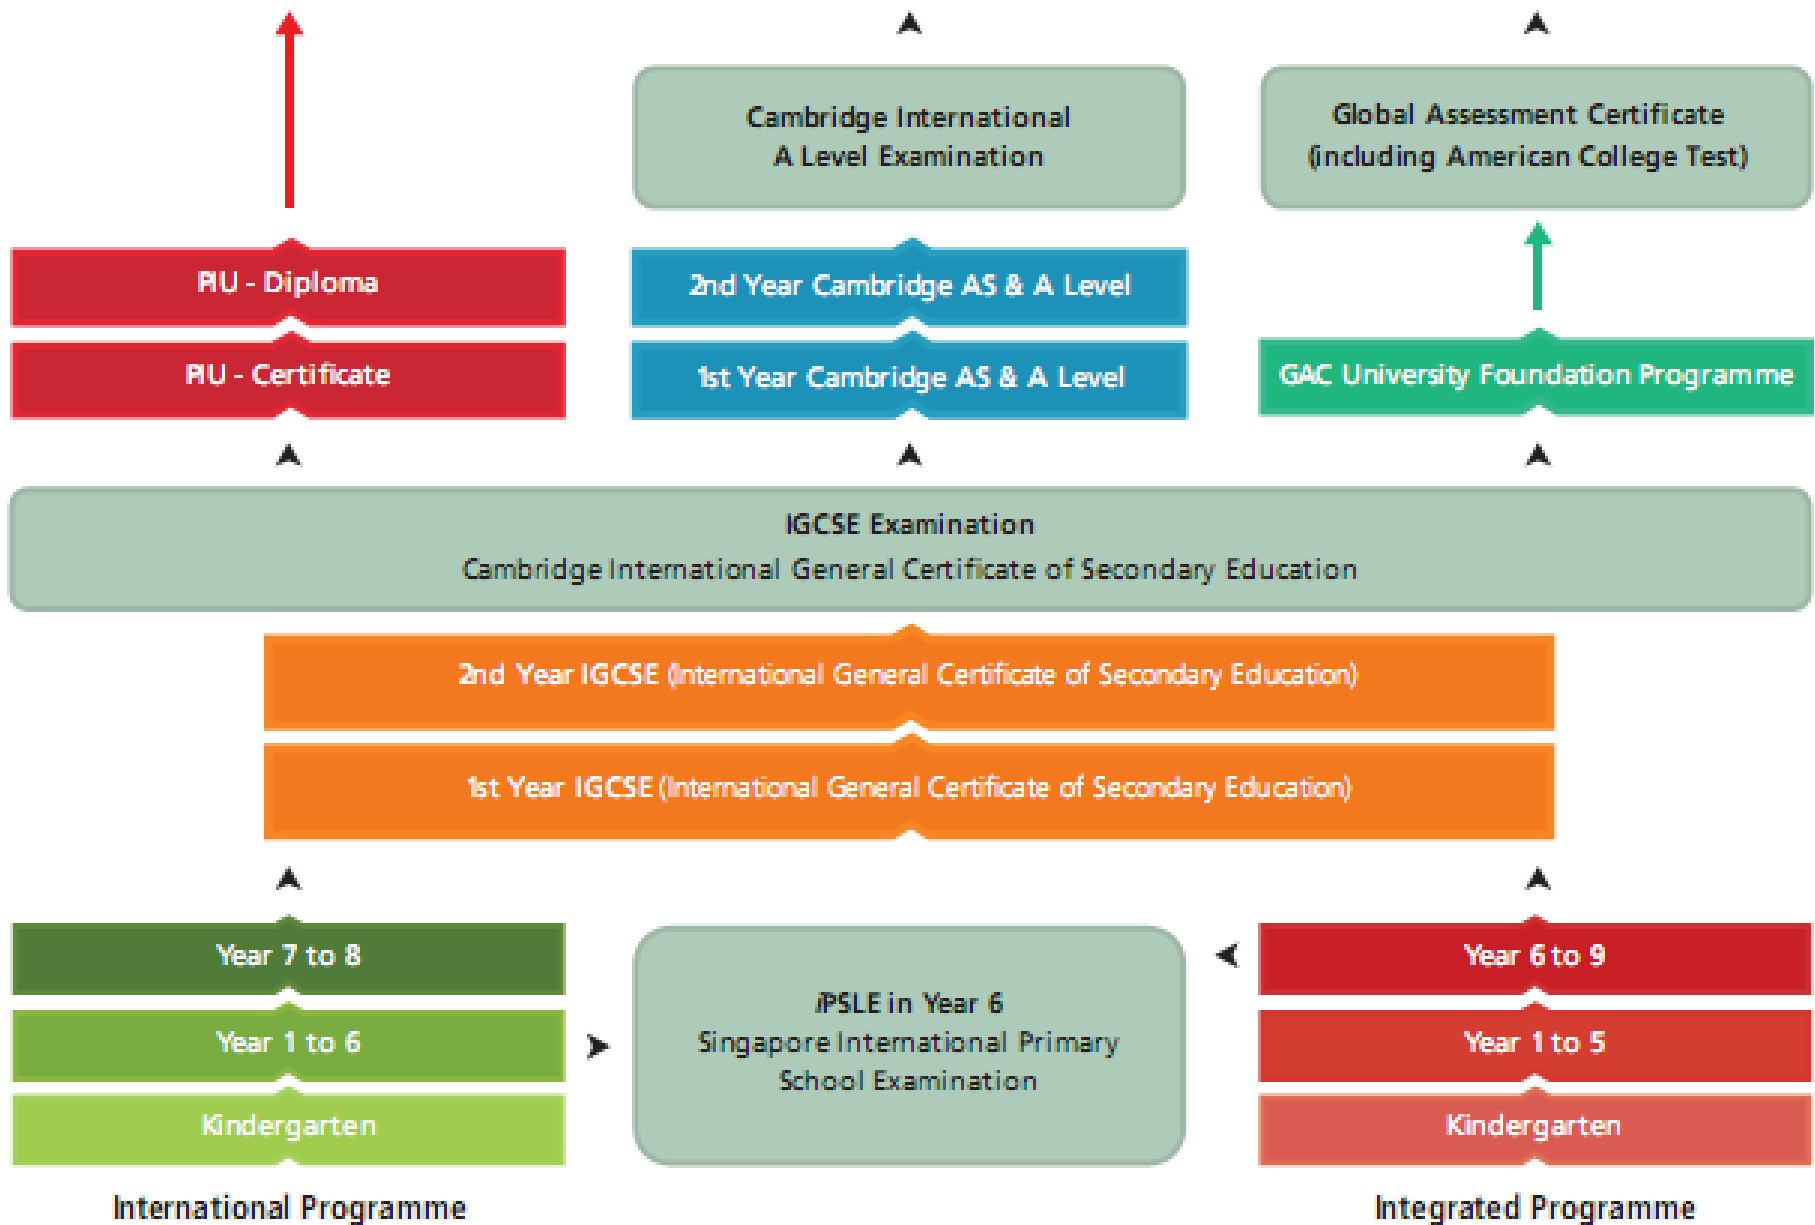 Cambridge International
A Level Examination
Global Assessment Certificate
(including American College Test)
PIU - Diploma
2nd Year Cambridge AS & A Level
PIU - Certificate
1st Year Cambridge AS & A Level
GAC University Foundation Programme
IGCSE Examination
Cambridge International General Certificate of Secondary Education
2nd Year IGCSE (International General Certificate of Secondary Education)
1st Year IGCSE (International General Certificate of Secondary Education)
Year 7 to 8
Year 1 to 6
Kindergarten
iPSLE in Year 6
Singapore International Primary
School Examination
Year 6 to 9
Year 1 to 5
Kindergarten
International Programme
Integrated Programme